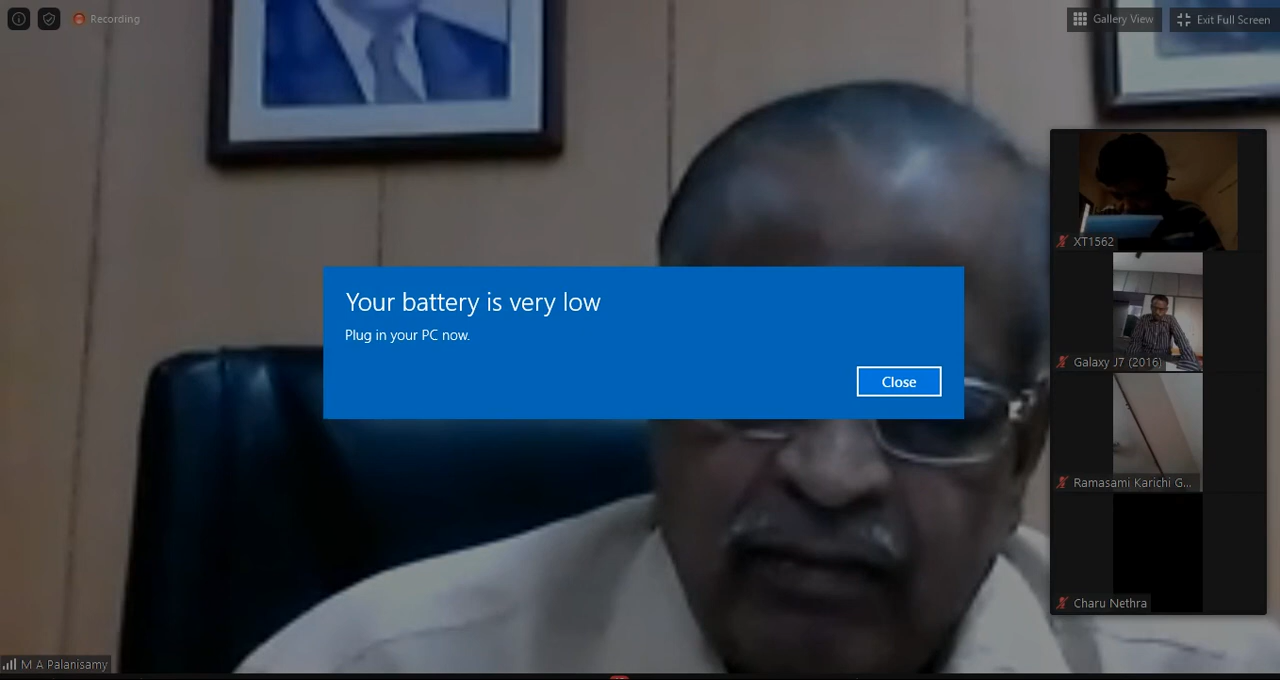 Recording
Gallery View
Exit Full Screen
XT1562
Your battery is very low
Plug in your PC now.
Close
Galaxy J7 (2016)
Ramasami Karichi G...
Charu Nethra
M A Palanisamy